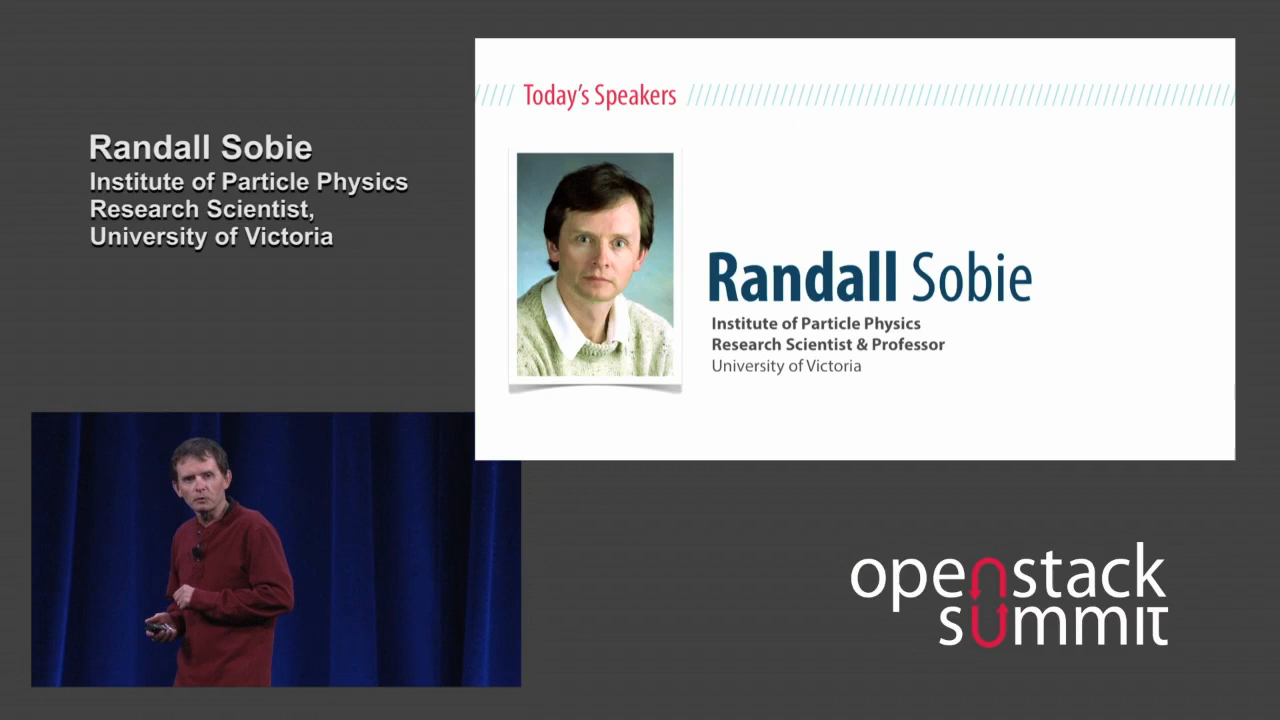 Today's Speakers
Randall Sobie
Institute of Particle Physics
Research Scientist,
University of Victoria
Randall Sobie
Institute of Particle Physics
Research Scientist & Professor
University of Victoria
openstack
summit